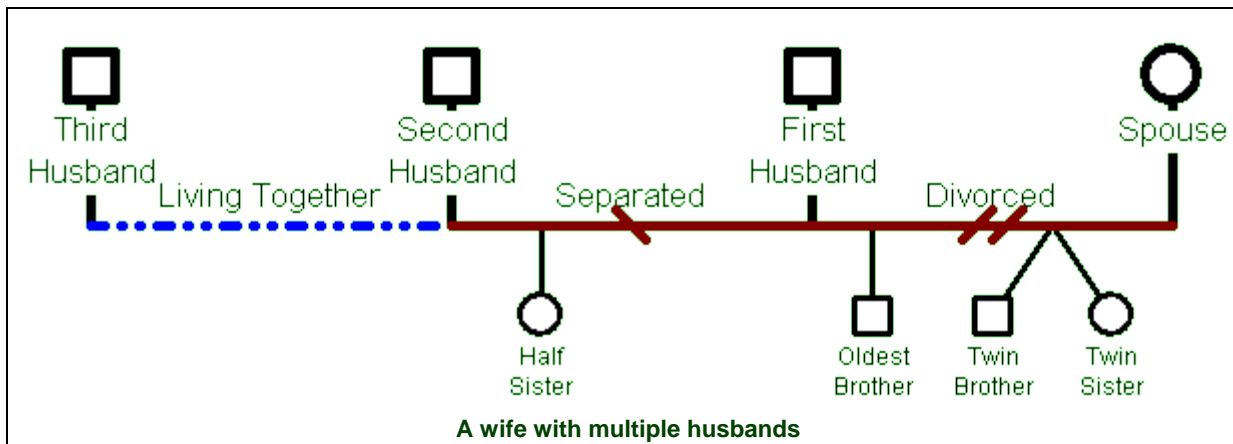 Third
Husband
Second
Husband
First
Husband
Spouse
Living Together
Separated
Divorced
Half
Sister
Oldest
Brother
Twin
Brother
Twin
Sister
A wife with multiple husbands